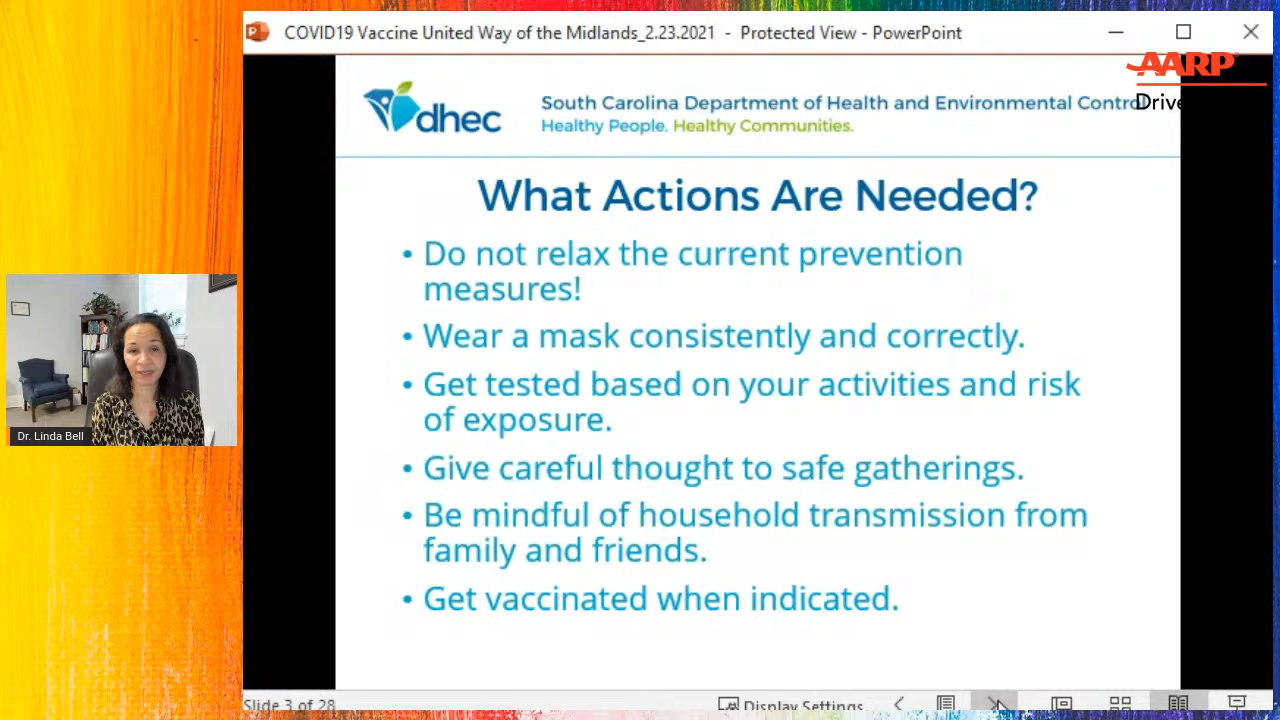 COVID19 Vaccine United Way of the Midlands_2.23.2021 - Protected View - PowerPoint
AARP
Drive
dhec
South Carolina Department of Health and Environmental Control
Healthy People. Healthy Communities.
What Actions Are Needed?
• Do not relax the current prevention
measures!
• Wear a mask consistently and correctly.
• Get tested based on your activities and risk
of exposure.
• Give careful thought to safe gatherings.
• Be mindful of household transmission from
family and friends.
• Get vaccinated when indicated.
Dr. Linda Bell
Slide 3 of 28
Display Settings